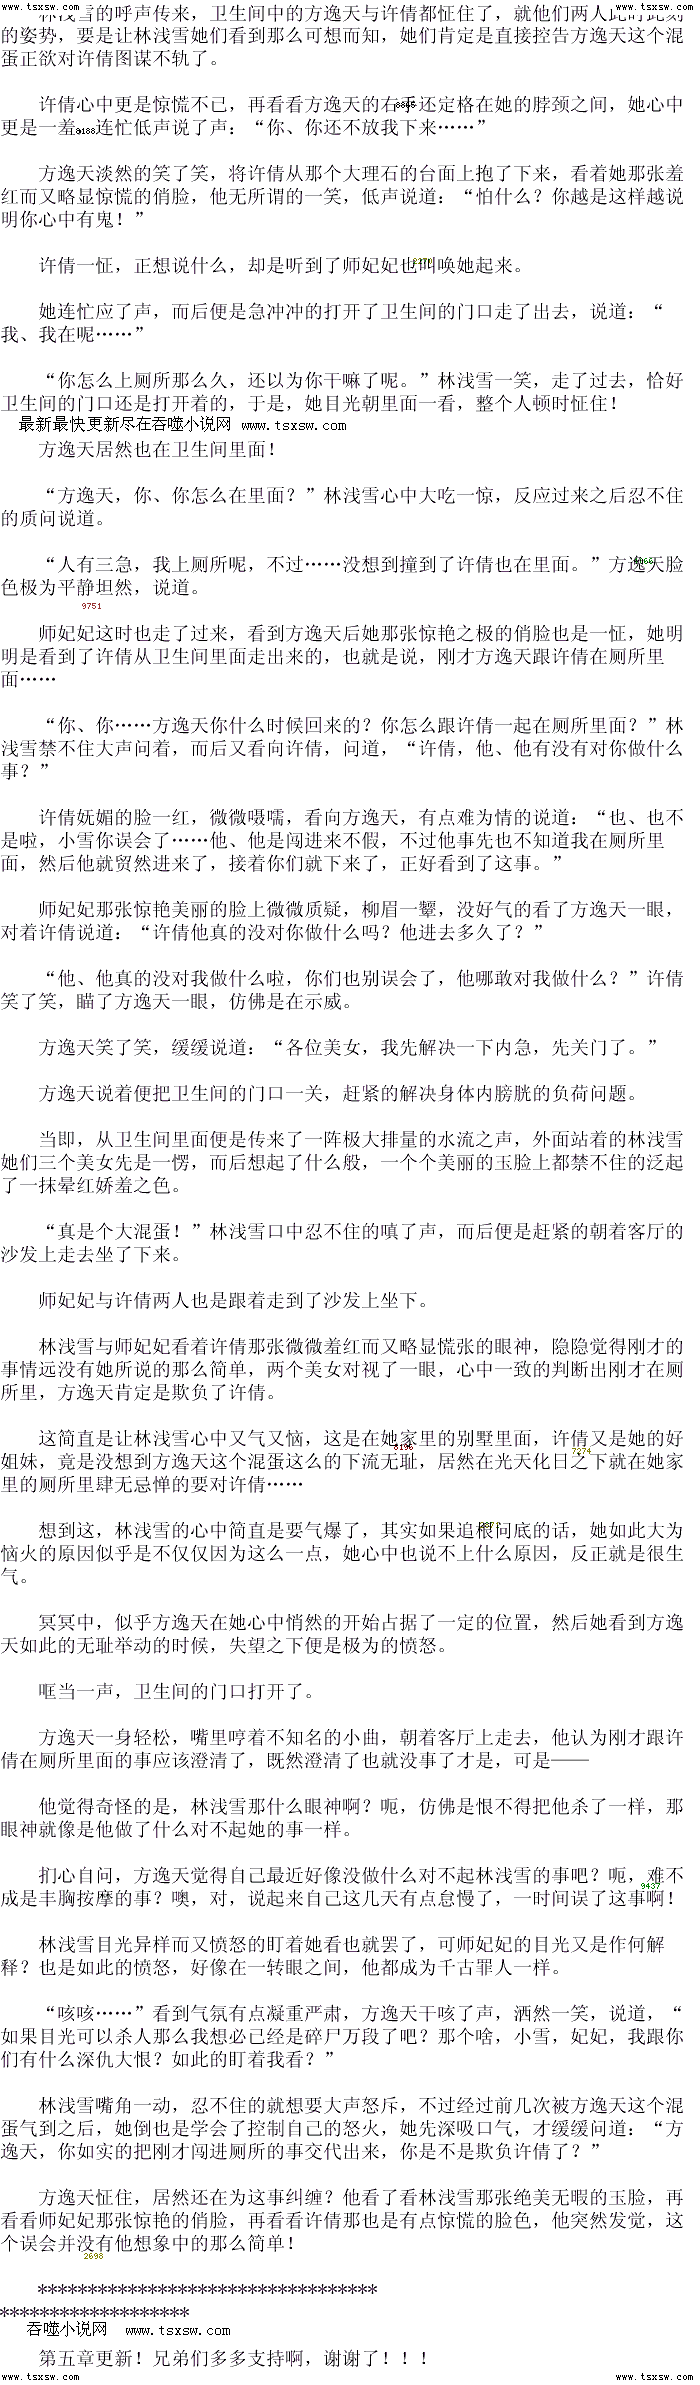 www.tsxsw.com www.tsxsw.com
林浅雪的呼声传来，卫生间中的方逸天与许倩都怔住了，就他们两人此时此刻
的姿势，要是让林浅雪她们看到那么可想而知，她们肯定是直接控告方逸天这个混
蛋正欲对许倩图谋不轨了。
许倩心中更是惊慌不已，再看看方逸天的右手还定格在她的脖颈之间，她心中
更是一羞，连忙低声说了声：“你、你还不放我下来……”
方逸天淡然的笑了笑，将许倩从那个大理石的台面上抱了下来，看着她那张羞
红而又略显惊慌的俏脸，他无所谓的一笑，低声说道：“怕什么？你越是这样越说
明你心中有鬼！”
许倩一怔，正想说什么，却是听到了师妃妃也叫唤她起来。
她连忙应了声，而后便是急冲冲的打开了卫生间的门口走了出去，说道：“
我、我在呢……”
“你怎么上厕所那么久，还以为你干嘛了呢。”林浅雪一笑，走了过去，恰好
卫生间的门口还是打开着的，于是，她目光朝里面一看，整个人顿时怔住！
最新最快更新尽在吞噬小说网 www.tsxsw.com
方逸天居然也在卫生间里面！
“方逸天，你、你怎么在里面？”林浅雪心中大吃一惊，反应过来之后忍不住
的质问说道。
“人有三急，我上厕所呢，不过……没想到撞到了许倩也在里面。”方逸天脸
色极为平静坦然，说道。
9751
师妃妃这时也走了过来，看到方逸天后她那张惊艳之极的俏脸也是一怔，她明
明是看到了许倩从卫生间里面走出来的，也就是说，刚才方逸天跟许倩在厕所里
面……
“你、你……方逸天你什么时候回来的？你怎么跟许倩一起在厕所里面？”林
浅雪禁不住大声问着，而后又看向许倩，问道，“许倩，他、他有没有对你做什么
事？”
许倩妩媚的脸一红，微微嗫嚅，看向方逸天，有点难为情的说道：“也、也不
是啦，小雪你误会了……他、他是闯进来不假，不过他事先也不知道我在厕所里
面，然后他就贸然进来了，接着你们就下来了，正好看到了这事。”
师妃妃那张惊艳美丽的脸上微微质疑，柳眉一颦，没好气的看了方逸天一眼，
对着许倩说道：“许倩他真的没对你做什么吗？他进去多久了？”
“他、他真的没对我做什么啦，你们也别误会了，他哪敢对我做什么？”许倩
笑了笑，瞄了方逸天一眼，仿佛是在示威。
方逸天笑了笑，缓缓说道：“各位美女，我先解决一下内急，先关门了。”
方逸天说着便把卫生间的门口一关，赶紧的解决身体内膀胱的负荷问题。
当即，从卫生间里面便是传来了一阵极大排量的水流之声，外面站着的林浅雪
她们三个美女先是一愣，而后想起了什么般，一个个美丽的玉脸上都禁不住的泛起
了一抹晕红娇羞之色。
“真是个大混蛋！”林浅雪口中忍不住的嗔了声，而后便是赶紧的朝着客厅的
沙发上走去坐了下来。
师妃妃与许倩两人也是跟着走到了沙发上坐下。
林浅雪与师妃妃看着许倩那张微微羞红而又略显慌张的眼神，隐隐觉得刚才的
事情远没有她所说的那么简单，两个美女对视了一眼，心中一致的判断出刚才在厕
所里，方逸天肯定是欺负了许倩。
这简直是让林浅雪心中又气又恼，这是在她家里的别墅里面，许倩又是她的好
姐妹，竟是没想到方逸天这个混蛋这么的下流无耻，居然在光天化日之下就在她家
里的厕所里肆无忌惮的要对许倩……
想到这，林浅雪的心中简直是要气爆了，其实如果追根问底的话，她如此大为
恼火的原因似乎是不仅仅因为这么一点，她心中也说不上什么原因，反正就是很生
气。
冥冥中，似乎方逸天在她心中悄然的开始占据了一定的位置，然后她看到方逸
天如此的无耻举动的时候，失望之下便是极为的愤怒。
哐当一声，卫生间的门口打开了。
方逸天一身轻松，嘴里哼着不知名的小曲，朝着客厅上走去，他认为刚才跟许
倩在厕所里面的事应该澄清了，既然澄清了也就没事了才是，可是——
他觉得奇怪的是，林浅雪那什么眼神啊？呃，仿佛是恨不得把他杀了一样，那
眼神就像是他做了什么对不起她的事一样。
扪心自问，方逸天觉得自己最近好像没做什么对不起林浅雪的事吧？呃，难不
9437
成是丰胸按摩的事？噢，对，说起来自己这几天有点怠慢了，一时间误了这事啊！
林浅雪目光异样而又愤怒的盯着她看也就罢了，可师妃妃的目光又是作何解
释？也是如此的愤怒，好像在一转眼之间，他都成为千古罪人一样。
“咳咳……”看到气氛有点凝重严肃，方逸天干咳了声，洒然一笑，说道，“
如果目光可以杀人那么我想必已经是碎尸万段了吧？那个啥，小雪，妃妃，我跟你
们有什么深仇大恨？如此的盯着我看？”
林浅雪嘴角一动，忍不住的就想要大声怒斥，不过经过前几次被方逸天这个混
蛋气到之后，她倒也是学会了控制自己的怒火，她先深吸口气，才缓缓问道：“方
逸天，你如实的把刚才闯进厕所的事交代出来，你是不是欺负许倩了？”
方逸天怔住，居然还在为这事纠缠？他看了看林浅雪那张绝美无暇的玉脸，再
看看师妃妃那张惊艳的俏脸，再看看许倩那也是有点惊慌的脸色，他突然发觉，这
个误会并没有他想象中的那么简单！
2698
**********************************
*******************
吞噬小说网 www.tsxsw.com
第五章更新！兄弟们多多支持啊，谢谢了！！！
www.tsxsw.com www.tsxsw.com